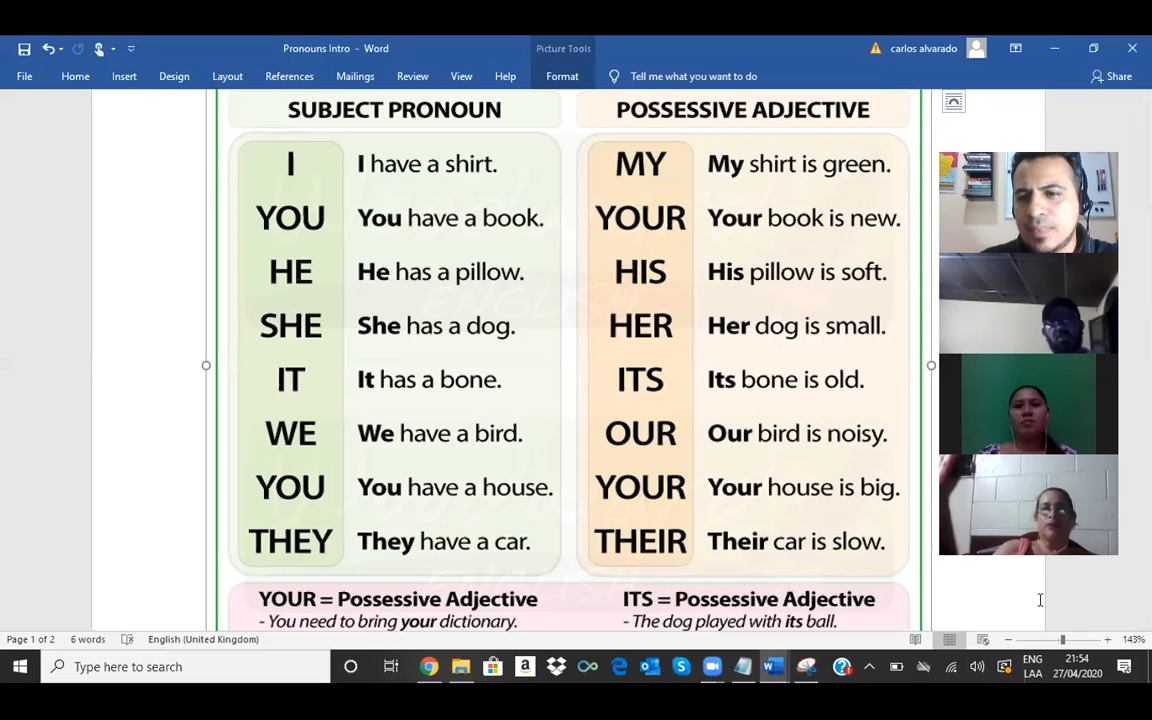 Pronouns Intro - Word
Picture Tools
carlos alvarado
File Home Insert Design Layout References Mailings Review View Help Format Tell me what you want to do Share
SUBJECT PRONOUN POSSESSIVE ADJECTIVE
I I have a shirt. MY My shirt is green.
YOU You have a book. YOUR Your book is new.
HE He has a pillow. HIS His pillow is soft.
SHE She has a dog. HER Her dog is small.
IT It has a bone. ITS Its bone is old.
WE We have a bird. OUR Our bird is noisy.
YOU You have a house. YOUR Your house is big.
THEY They have a car. THEIR Their car is slow.
YOUR = Possessive Adjective ITS = Possessive Adjective
- You need to bring your dictionary. - The dog played with its ball.
Page 1 of 2 6 words English (United Kingdom) 143%
Type here to search
ENG 21:54
LAA 27/04/2020